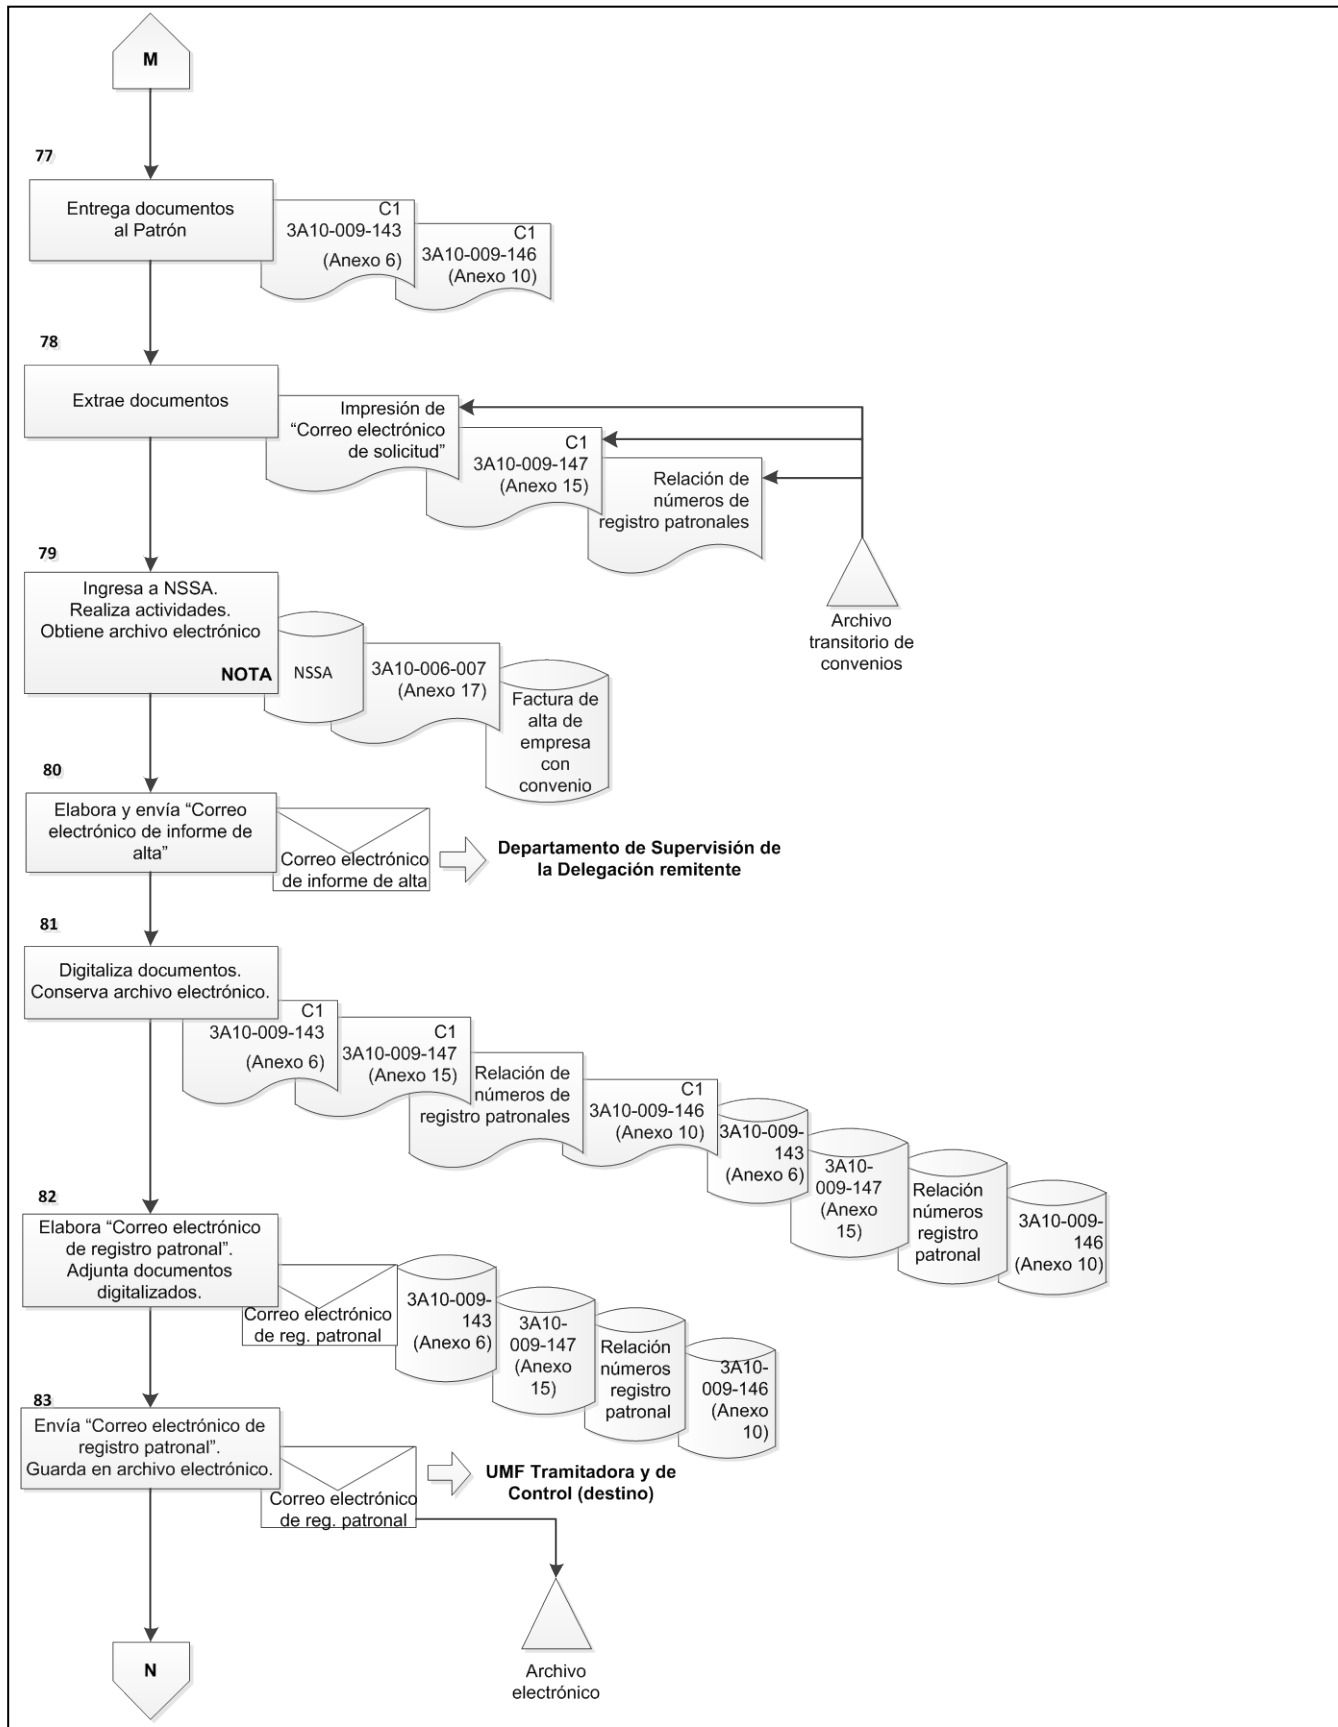 M
77
Entrega documentos
al Patrón
C1
3A10-009-143
(Anexo 6)
C1
3A10-009-146
(Anexo 10)
78
Extrae documentos
Impresión de
“Correo electrónico
de solicitud”
C1
3A10-009-147
(Anexo 15)
Relación de
números de
registro patronales
Archivo
transitorio de
convenios
79
Ingresa a NSSA.
Realiza actividades.
Obtiene archivo electrónico
NOTA
NSSA
3A10-006-007
(Anexo 17)
Factura de
alta de
empresa
con
convenio
80
Elabora y envía “Correo
electrónico de informe de
alta”
Correo electrónico
de informe de alta
Departamento de Supervisión de
la Delegación remitente
81
Digitaliza documentos.
Conserva archivo electrónico.
C1
3A10-009-143
(Anexo 6)
C1
3A10-009-147
(Anexo 15)
Relación de
números de
registro patronales
C1
3A10-009-146
(Anexo 10)
3A10-009-
143
(Anexo 6)
3A10-
009-147
(Anexo
15)
Relación
números
registro
patronal
3A10-009-
146
(Anexo 10)
82
Elabora “Correo electrónico
de registro patronal”.
Adjunta documentos
digitalizados.
Correo electrónico
de reg. patronal
3A10-009-
143
(Anexo 6)
3A10-
009-147
(Anexo
15)
Relación
números
registro
patronal
3A10-
009-146
(Anexo
10)
83
Envía “Correo electrónico de
registro patronal”.
Guarda en archivo electrónico.
Correo electrónico
de reg. patronal
UMF Tramitadora y de
Control (destino)
Archivo
electrónico
N